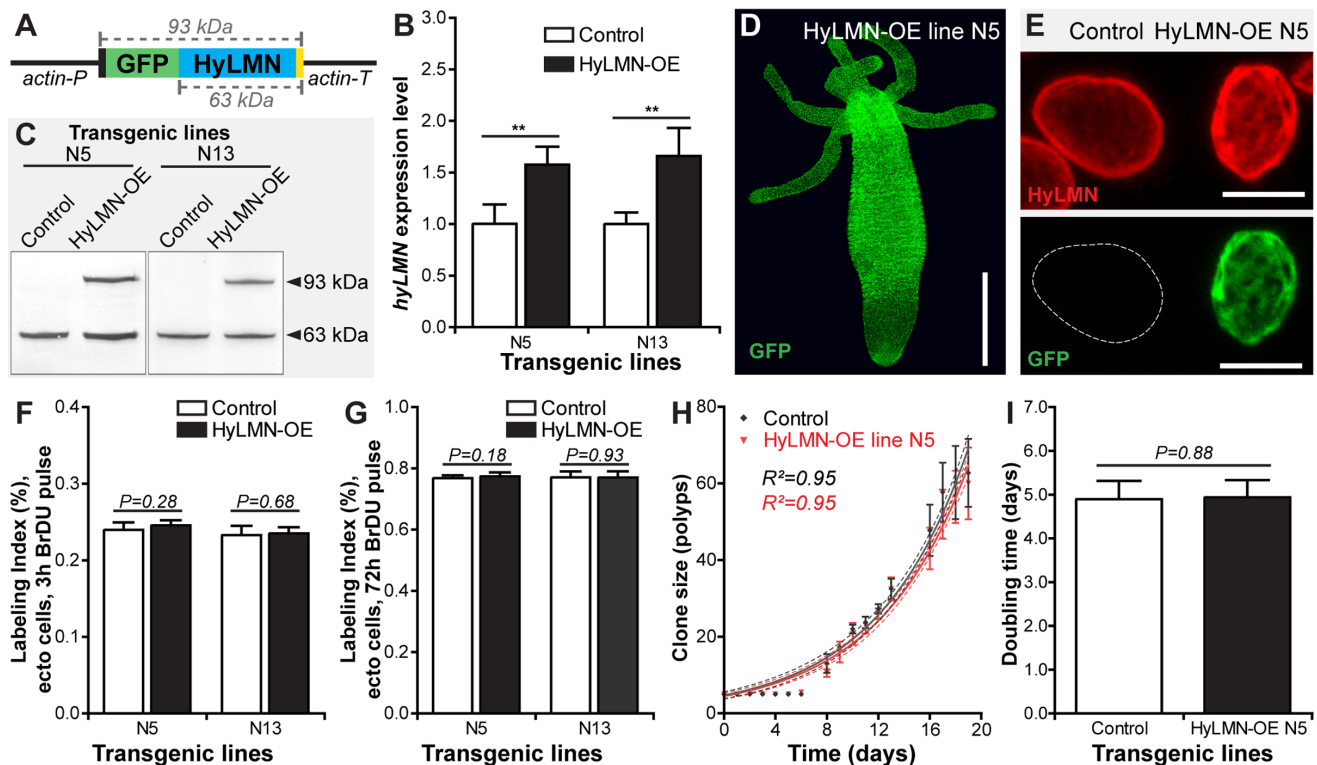 A
93 kDa
actin-P
GFP
HyLMN
actin-T
63 kDa
B
Control
HyLMN-OE
hyLMN expression level
3.0
2.5
2.0
1.5
1.0
0.5
0.0
**
**
N5
N13
Transgenic lines
C
Transgenic lines
N5
N13
Control
HyLMN-OE
Control
HyLMN-OE
93 kDa
63 kDa
D
HyLMN-OE line N5
GFP
E
Control HyLMN-OE N5
HyLMN
GFP
F
Control
HyLMN-OE
Labeling Index (%),
ecto cells, 3h BrDU pulse
0.4
0.3
0.2
0.1
0.0
P=0.28
P=0.68
N5
N13
Transgenic lines
G
Control
HyLMN-OE
Labeling Index (%),
ecto cells, 72h BrDU pulse
1.0
0.8
0.6
0.4
0.2
0.0
P=0.18
P=0.93
N5
N13
Transgenic lines
H
Control
HyLMN-OE line N5
R²=0.95
R²=0.95
Clone size (polyps)
80
60
40
20
0
0 4 8 12 16 20
Time (days)
I
Doubling time (days)
7.0
6.0
5.0
4.0
3.0
2.0
1.0
0.0
P=0.88
Control
HyLMN-OE N5
Transgenic lines